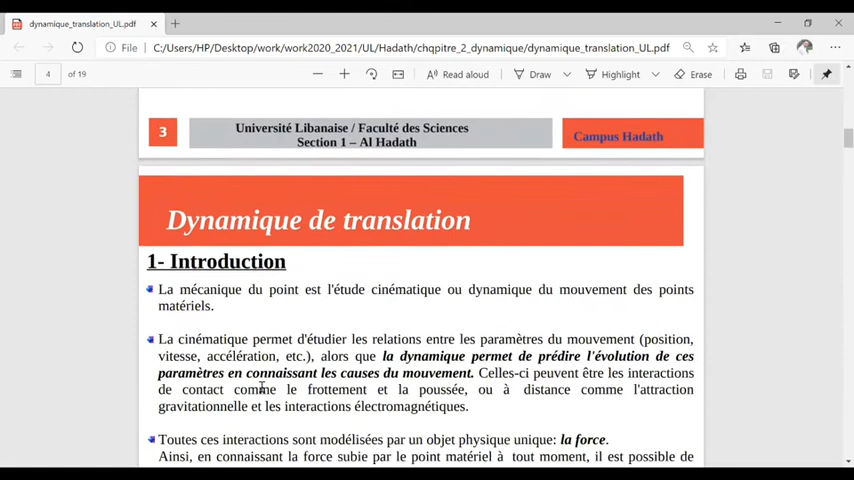 dynamique_translation_UL.pdf
File
C:/Users/HP/Desktop/work/work2020_2021/UL/Hadath/chqpitre_2_dynamique/dynamique_translation_UL.pdf
4 of 19
Read aloud
Draw
Highlight
Erase
3
Université Libanaise / Faculté des Sciences
Section 1 – Al Hadath
Campus Hadath
Dynamique de translation
1- Introduction
La mécanique du point est l'étude cinématique ou dynamique du mouvement des points
matériels.
La cinématique permet d'étudier les relations entre les paramètres du mouvement (position,
vitesse, accélération, etc.), alors que la dynamique permet de prédire l'évolution de ces
paramètres en connaissant les causes du mouvement. Celles-ci peuvent être les interactions
de contact comme le frottement et la poussée, ou à distance comme l'attraction
gravitationnelle et les interactions électromagnétiques.
Toutes ces interactions sont modélisées par un objet physique unique: la force.
Ainsi, en connaissant la force subie par le point matériel à tout moment, il est possible de